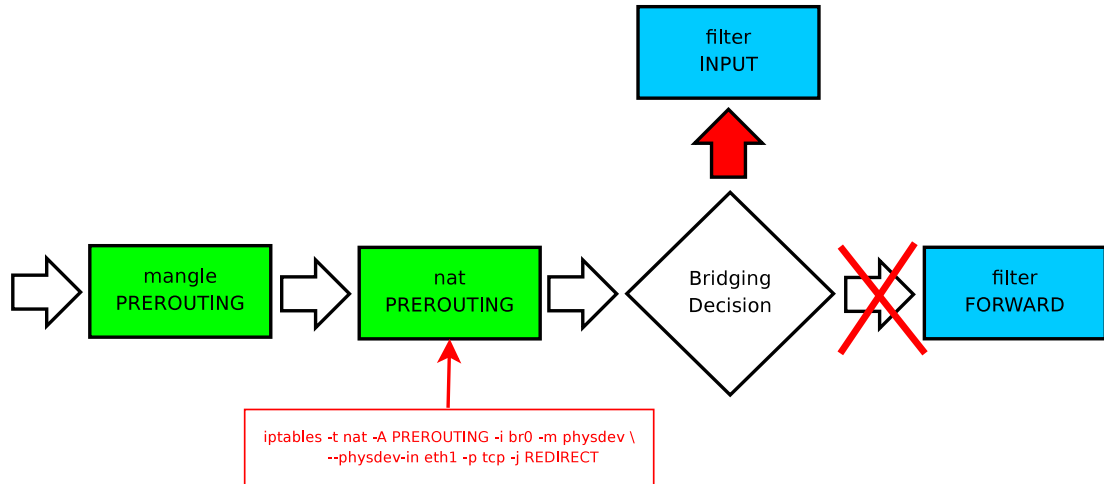 filter
INPUT
mangle
PREROUTING
nat
PREROUTING
Bridging
Decision
filter
FORWARD
iptables -t nat -A PREROUTING -i br0 -m physdev \
--physdev-in eth1 -p tcp -j REDIRECT